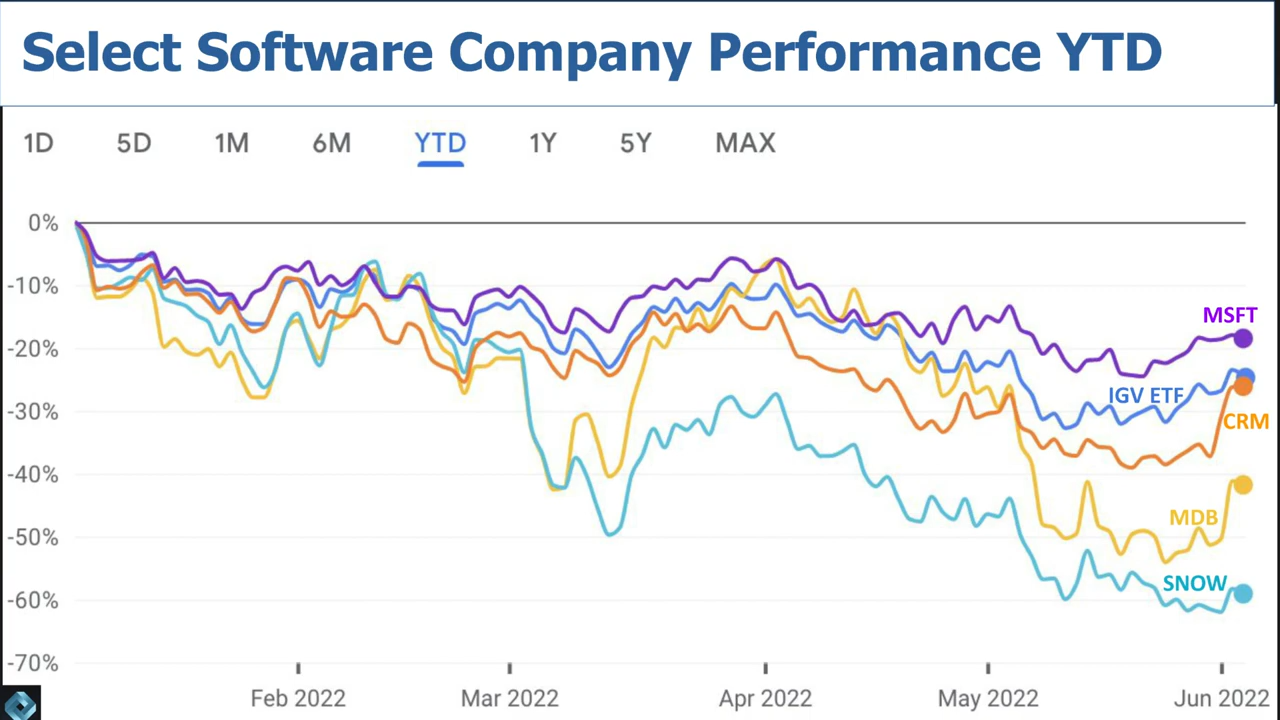 Select Software Company Performance YTD
1D 5D 1M 6M YTD 1Y 5Y MAX
0%
-10%
-20%
-30%
-40%
-50%
-60%
-70%
MSFT
IGV ETF
CRM
MDB
SNOW
Feb 2022 Mar 2022 Apr 2022 May 2022 Jun 2022